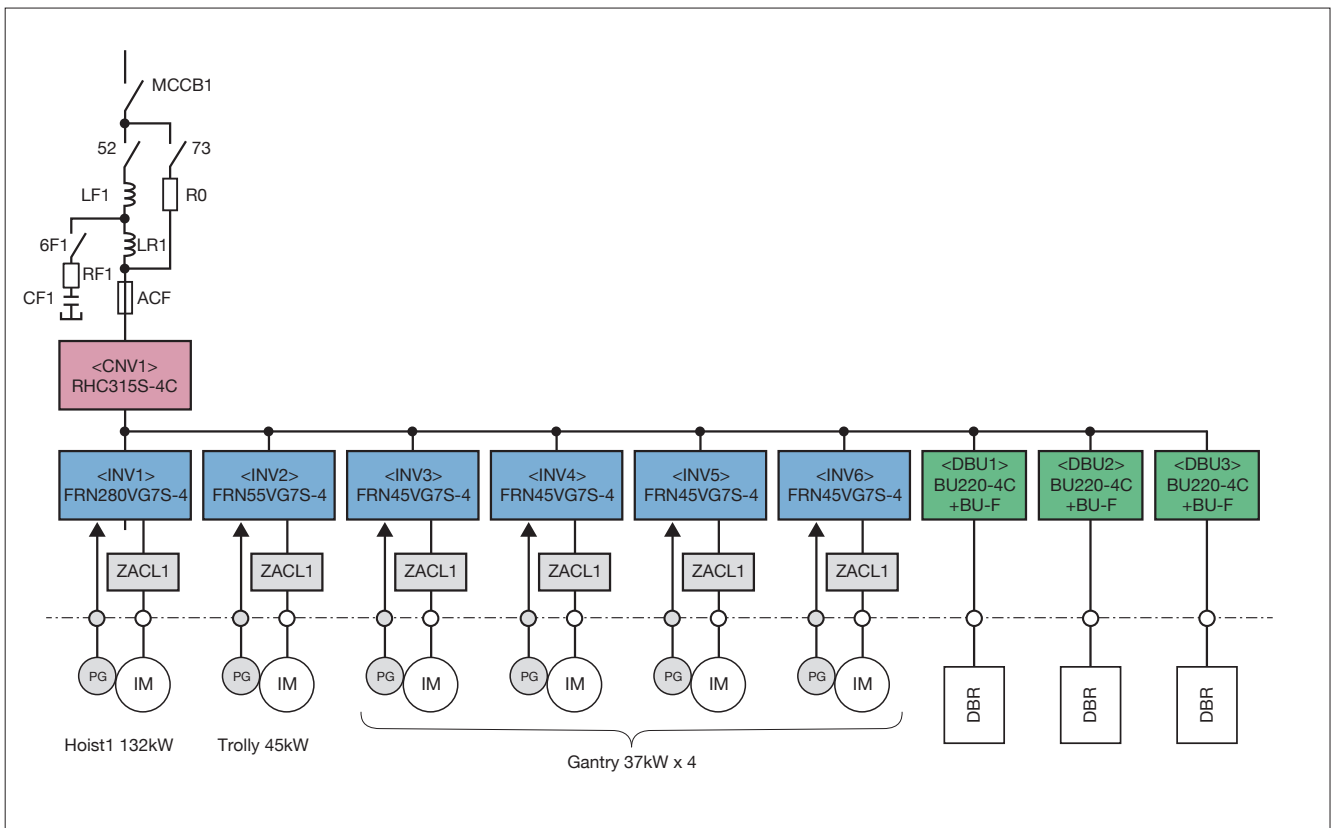 MCCB1
52
73
LF1
R0
6F1
LR1
RF1
CF1
ACF
<CNV1>
RHC315S-4C
<INV1>
FRN280VG7S-4
<INV2>
FRN55VG7S-4
<INV3>
FRN45VG7S-4
<INV4>
FRN45VG7S-4
<INV5>
FRN45VG7S-4
<INV6>
FRN45VG7S-4
<DBU1>
BU220-4C
+BU-F
<DBU2>
BU220-4C
+BU-F
<DBU3>
BU220-4C
+BU-F
ZACL1
ZACL1
ZACL1
ZACL1
ZACL1
ZACL1
PG
IM
PG
IM
PG
IM
PG
IM
PG
IM
PG
IM
DBR
DBR
DBR
Hoist1 132kW
Trolly 45kW
Gantry 37kW x 4